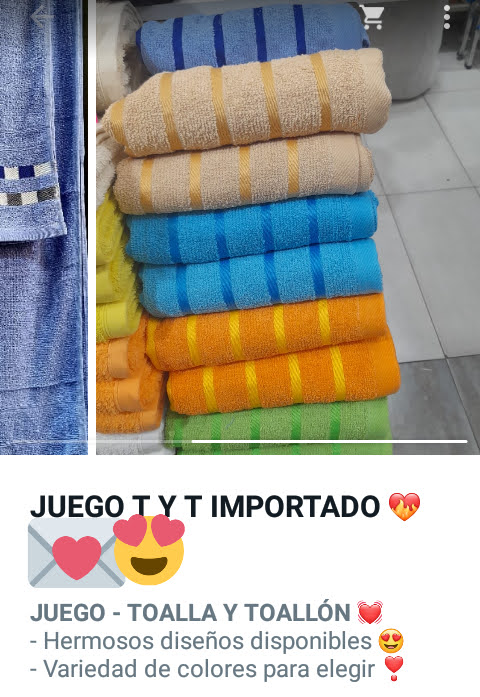 JUEGO T Y T IMPORTADO ❤️‍🔥
💌😍
JUEGO - TOALLA Y TOALLÓN 💓
- Hermosos diseños disponibles 😍
- Variedad de colores para elegir ❣️